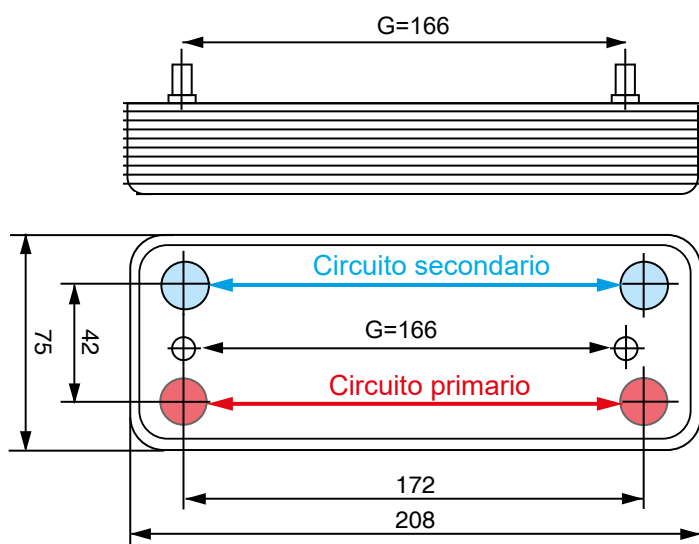 G=166
Circuito secondario
G=166
42
75
Circuito primario
172
208